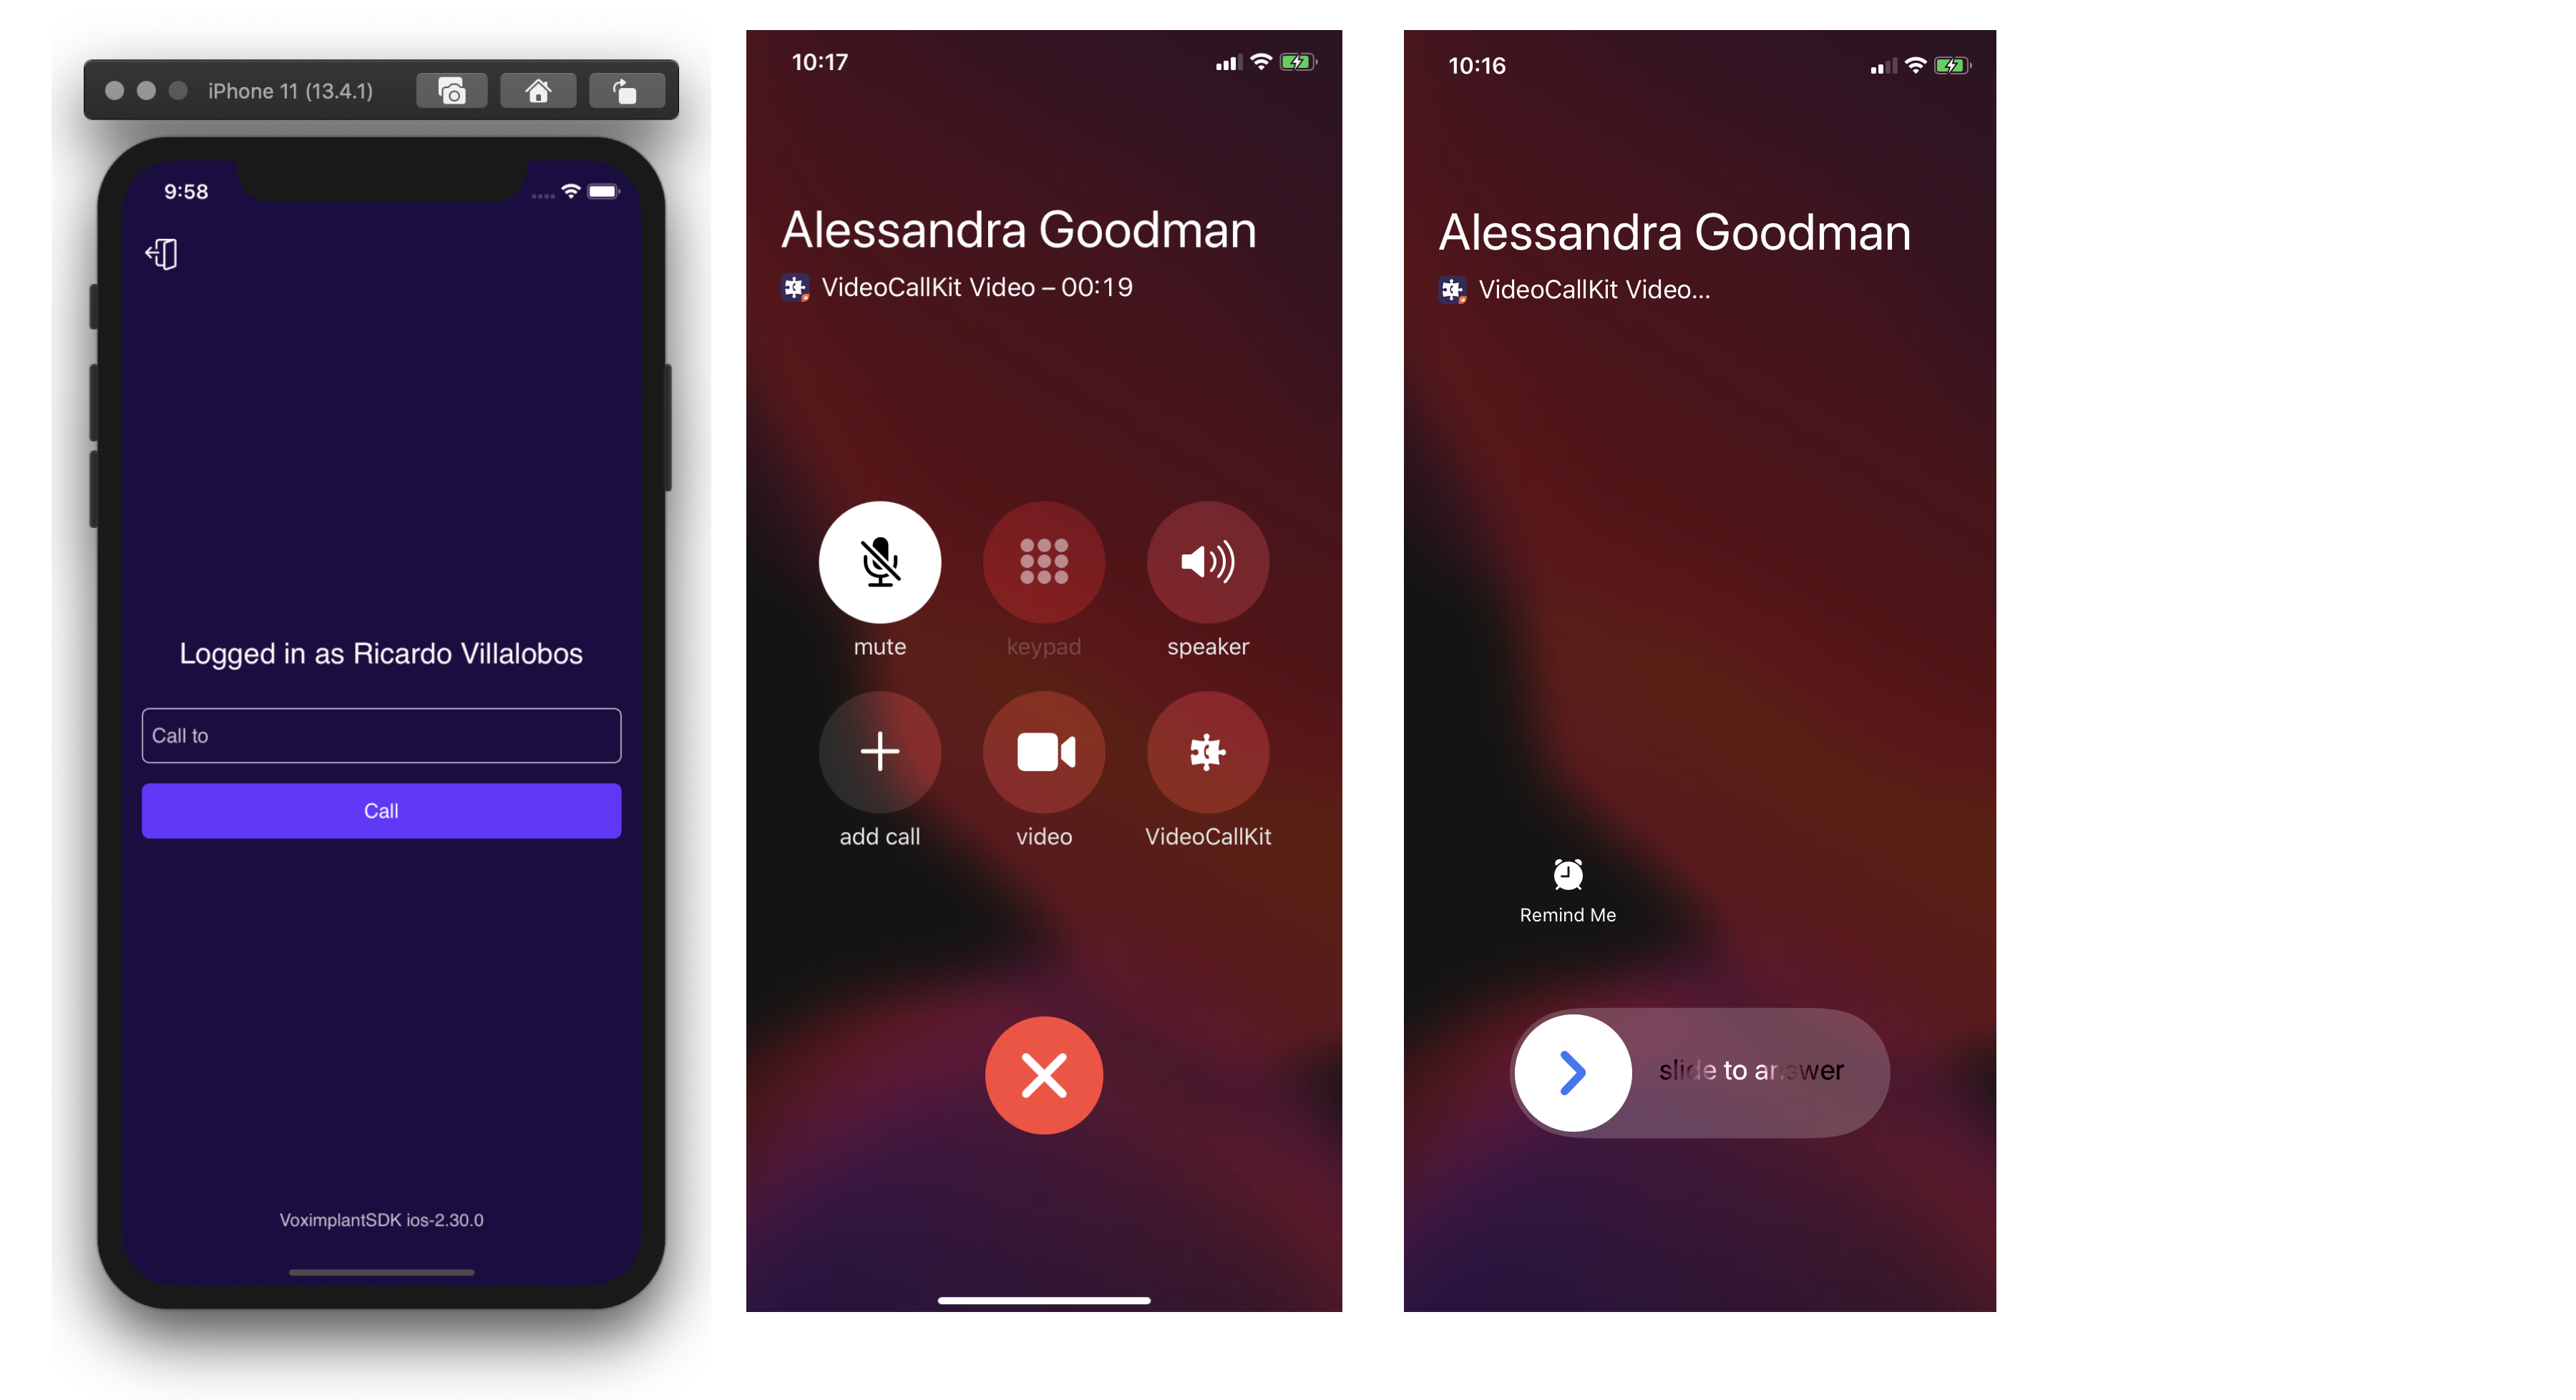 iPhone 11 (13.4.1)
9:58
Logged in as Ricardo Villalobos
Call to
Call
VoximplantSDK ios-2.30.0
10:17
Alessandra Goodman
VideoCallKit Video – 00:19
mute
keypad
speaker
add call
video
VideoCallKit
10:16
Alessandra Goodman
VideoCallKit Video...
Remind Me
slide to answer